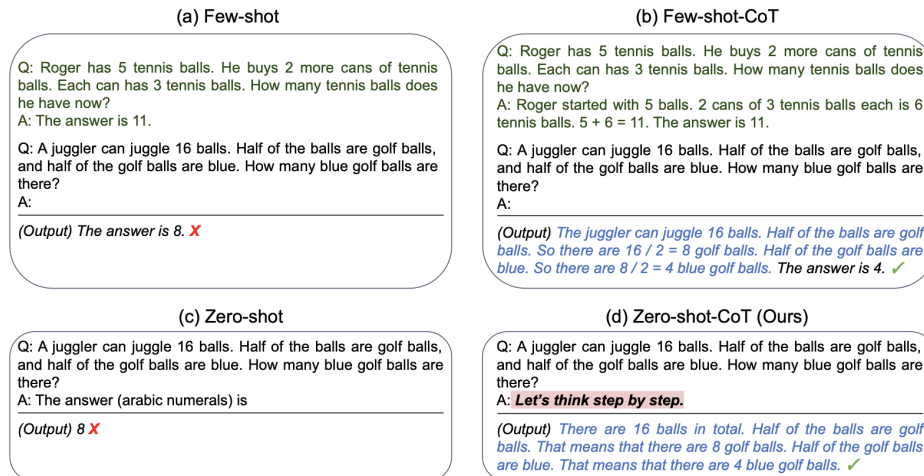 (a) Few-shot
Q: Roger has 5 tennis balls. He buys 2 more cans of tennis
balls. Each can has 3 tennis balls. How many tennis balls does
he have now?
A: The answer is 11.
Q: A juggler can juggle 16 balls. Half of the balls are golf balls,
and half of the golf balls are blue. How many blue golf balls are
there?
A:
(Output) The answer is 8. X
(b) Few-shot-CoT
Q: Roger has 5 tennis balls. He buys 2 more cans of tennis
balls. Each can has 3 tennis balls. How many tennis balls does
he have now?
A: Roger started with 5 balls. 2 cans of 3 tennis balls each is 6
tennis balls. 5 + 6 = 11. The answer is 11.
Q: A juggler can juggle 16 balls. Half of the balls are golf balls,
and half of the golf balls are blue. How many blue golf balls are
there?
A:
(Output) The juggler can juggle 16 balls. Half of the balls are golf
balls. So there are 16 / 2 = 8 golf balls. Half of the golf balls are
blue. So there are 8 / 2 = 4 blue golf balls. The answer is 4. ✓
(c) Zero-shot
Q: A juggler can juggle 16 balls. Half of the balls are golf balls,
and half of the golf balls are blue. How many blue golf balls are
there?
A: The answer (arabic numerals) is
(Output) 8 X
(d) Zero-shot-CoT (Ours)
Q: A juggler can juggle 16 balls. Half of the balls are golf balls,
and half of the golf balls are blue. How many blue golf balls are
there?
A: Let's think step by step.
(Output) There are 16 balls in total. Half of the balls are golf
balls. That means that there are 8 golf balls. Half of the golf balls
are blue. That means that there are 4 blue golf balls. ✓